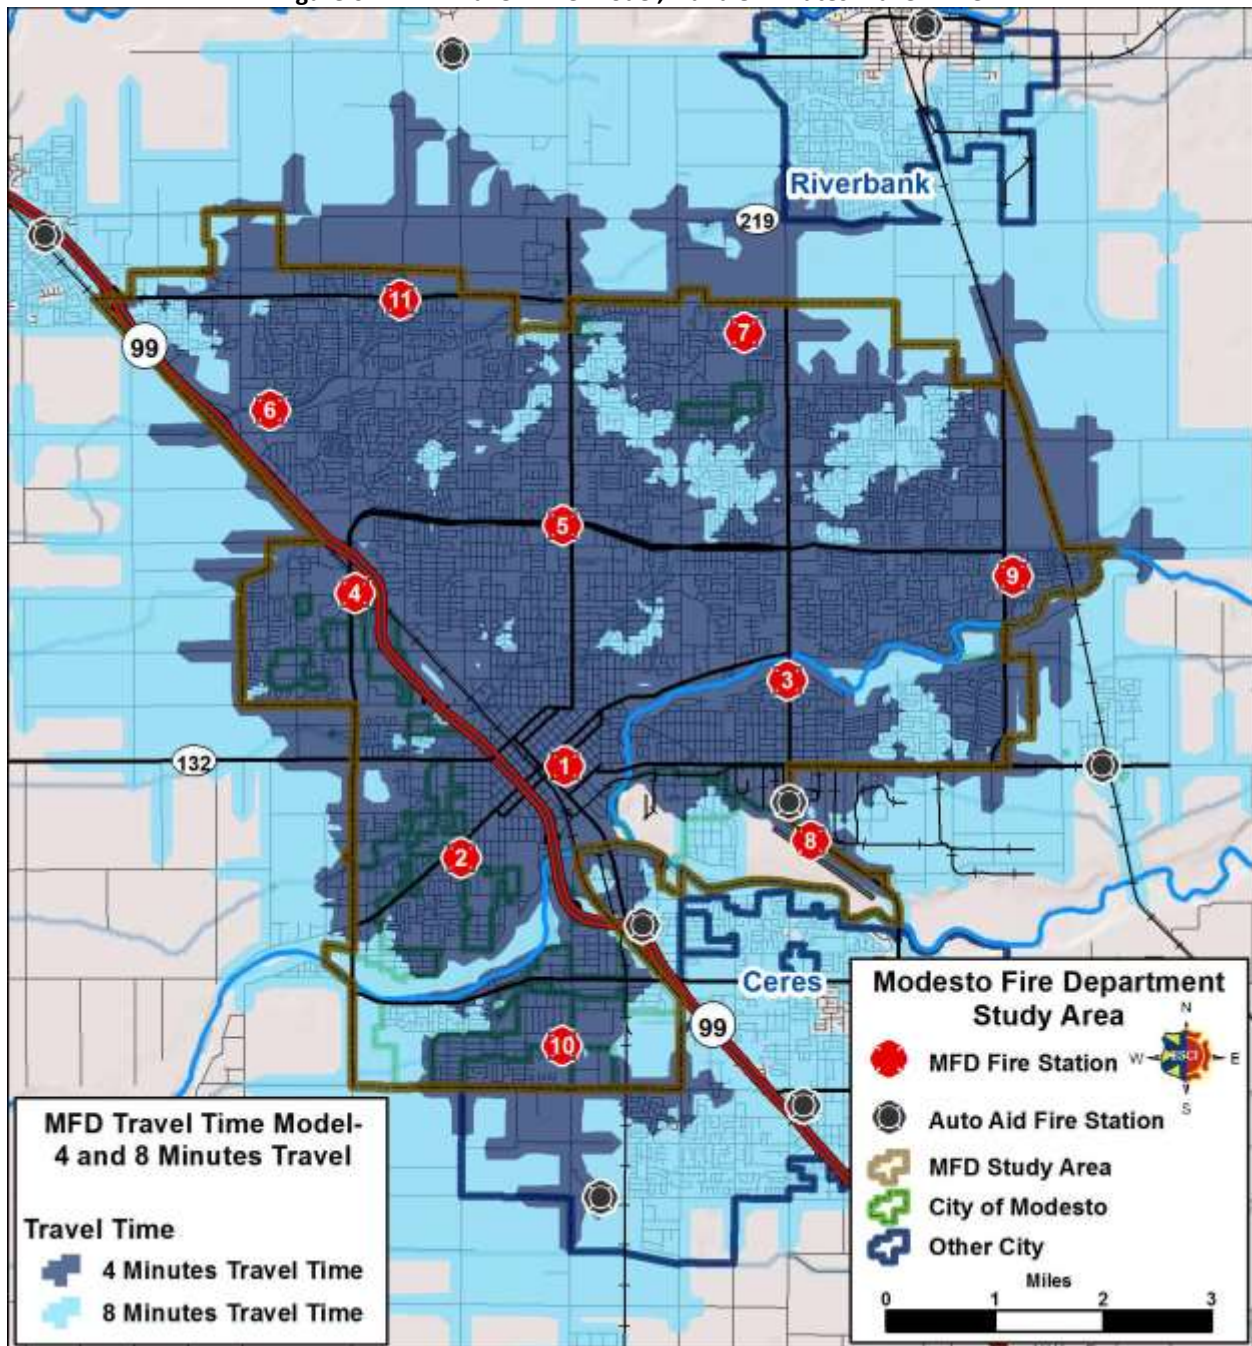 Riverbank
219
11
7
99
6
5
4
9
3
132
1
8
2
Ceres
99
10
Modesto Fire Department
Study Area
N
W
E
S
MFD Fire Station
Auto Aid Fire Station
MFD Study Area
City of Modesto
Other City
Miles
0 1 2 3
MFD Travel Time Model-
4 and 8 Minutes Travel
Travel Time
4 Minutes Travel Time
8 Minutes Travel Time